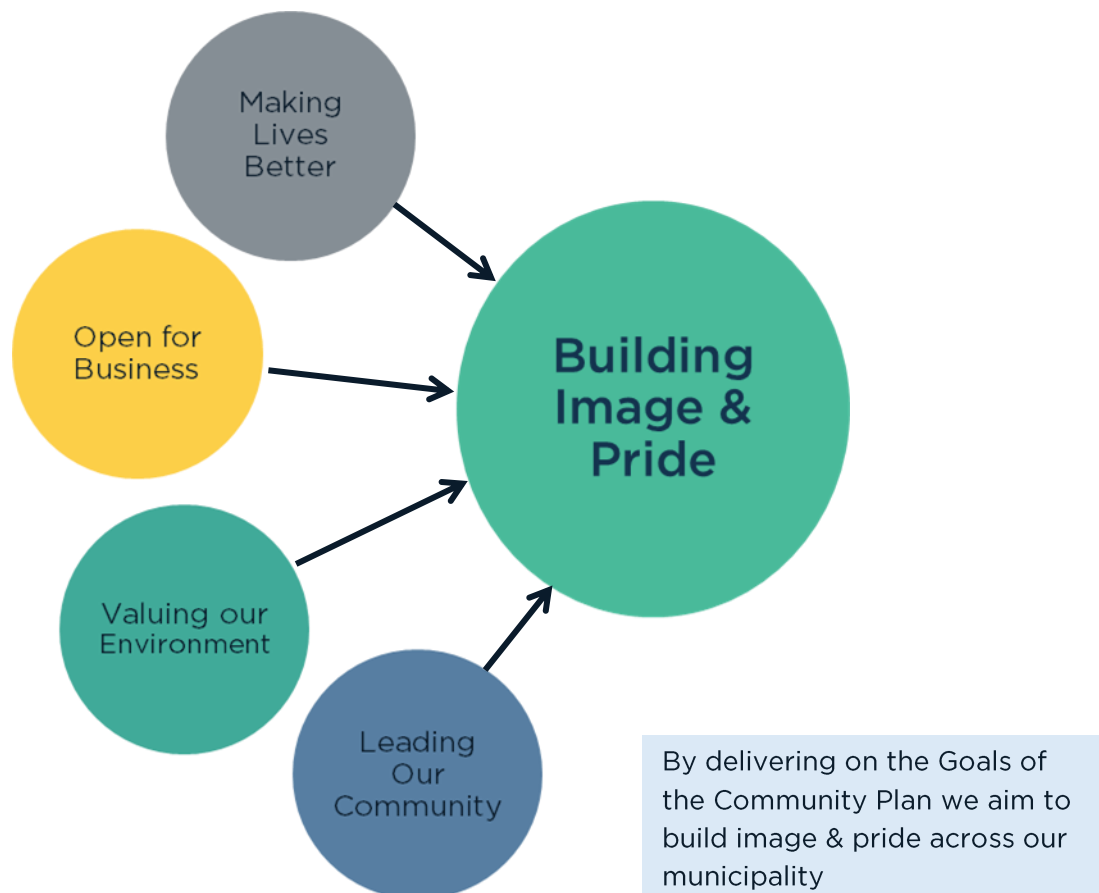 Making
Lives
Better
Open for
Business
Building
Image &
Pride
Valuing our
Environment
Leading
Our
Community
By delivering on the Goals of
the Community Plan we aim to
build image & pride across our
municipality